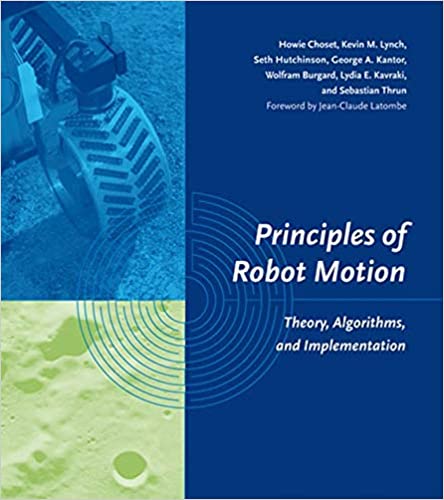 Howie Choset, Kevin M. Lynch,
Seth Hutchinson, George A. Kantor,
Wolfram Burgard, Lydia E. Kavraki,
and Sebastian Thrun
Foreword by Jean-Claude Latombe
Principles of
Robot Motion
Theory, Algorithms,
and Implementation